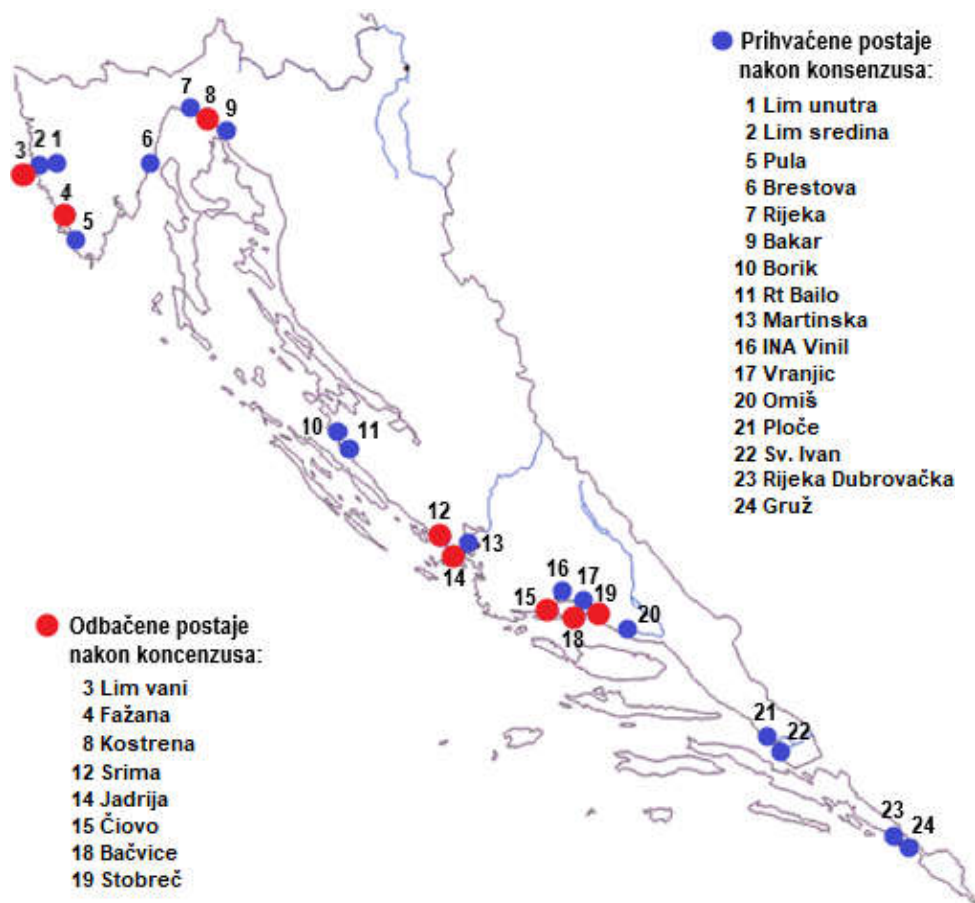 Prihvaćene postaje
nakon konsenzusa:
1 Lim unutra
2 Lim sredina
5 Pula
6 Brestova
7 Rijeka
9 Bakar
10 Borik
11 Rt Bailo
13 Martinska
16 INA Vinil
17 Vranjic
20 Omiš
21 Ploče
22 Sv. Ivan
23 Rijeka Dubrovačka
24 Gruž
7
8
9
3
2
1
6
4
5
10
11
12
13
14
16
17
15
19
20
18
21
22
23
24
Odbačene postaje
nakon koncenzusa:
3 Lim vani
4 Fažana
8 Kostrena
12 Srima
14 Jadrija
15 Čiovo
18 Bačvice
19 Stobreč